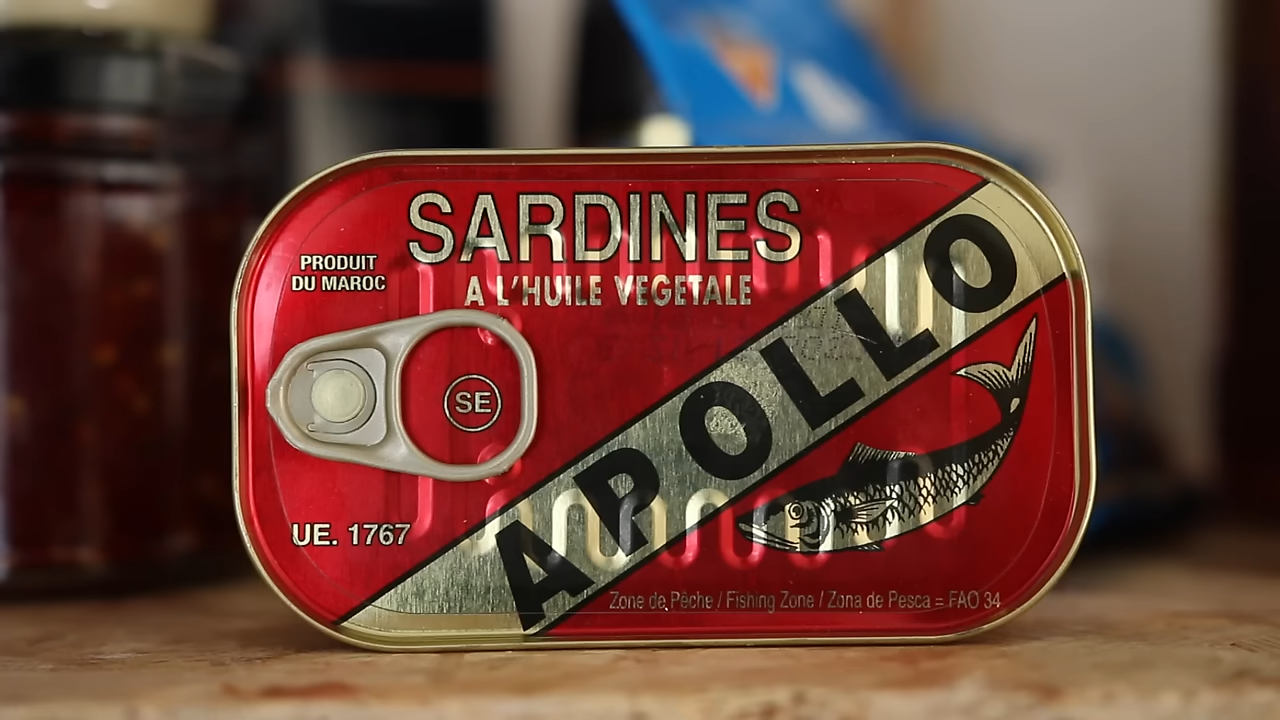 SARDINES
A L'HUILE VEGETALE
PRODUIT
DU MAROC
APOLLO
SE
UE. 1767
Zone de Pêche / Fishing Zone / Zona de Pesca = FAO 34